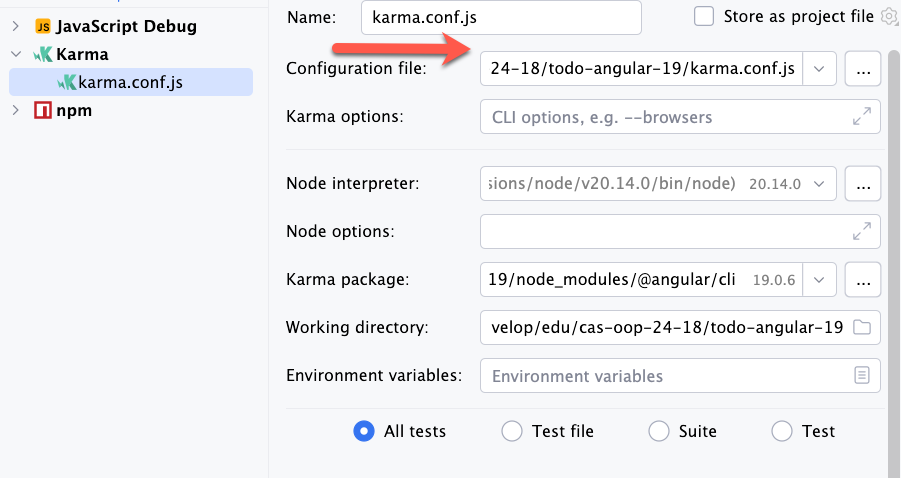 JS JavaScript Debug
Karma
karma.conf.js
npm
Name: karma.conf.js Store as project file
Configuration file: 24-18/todo-angular-19/karma.conf.js ...
Karma options: CLI options, e.g. --browsers
Node interpreter: sions/node/v20.14.0/bin/node) 20.14.0 ...
Node options:
Karma package: 19/node_modules/@angular/cli 19.0.6 ...
Working directory: velop/edu/cas-oop-24-18/todo-angular-19
Environment variables: Environment variables
All tests Test file Suite Test